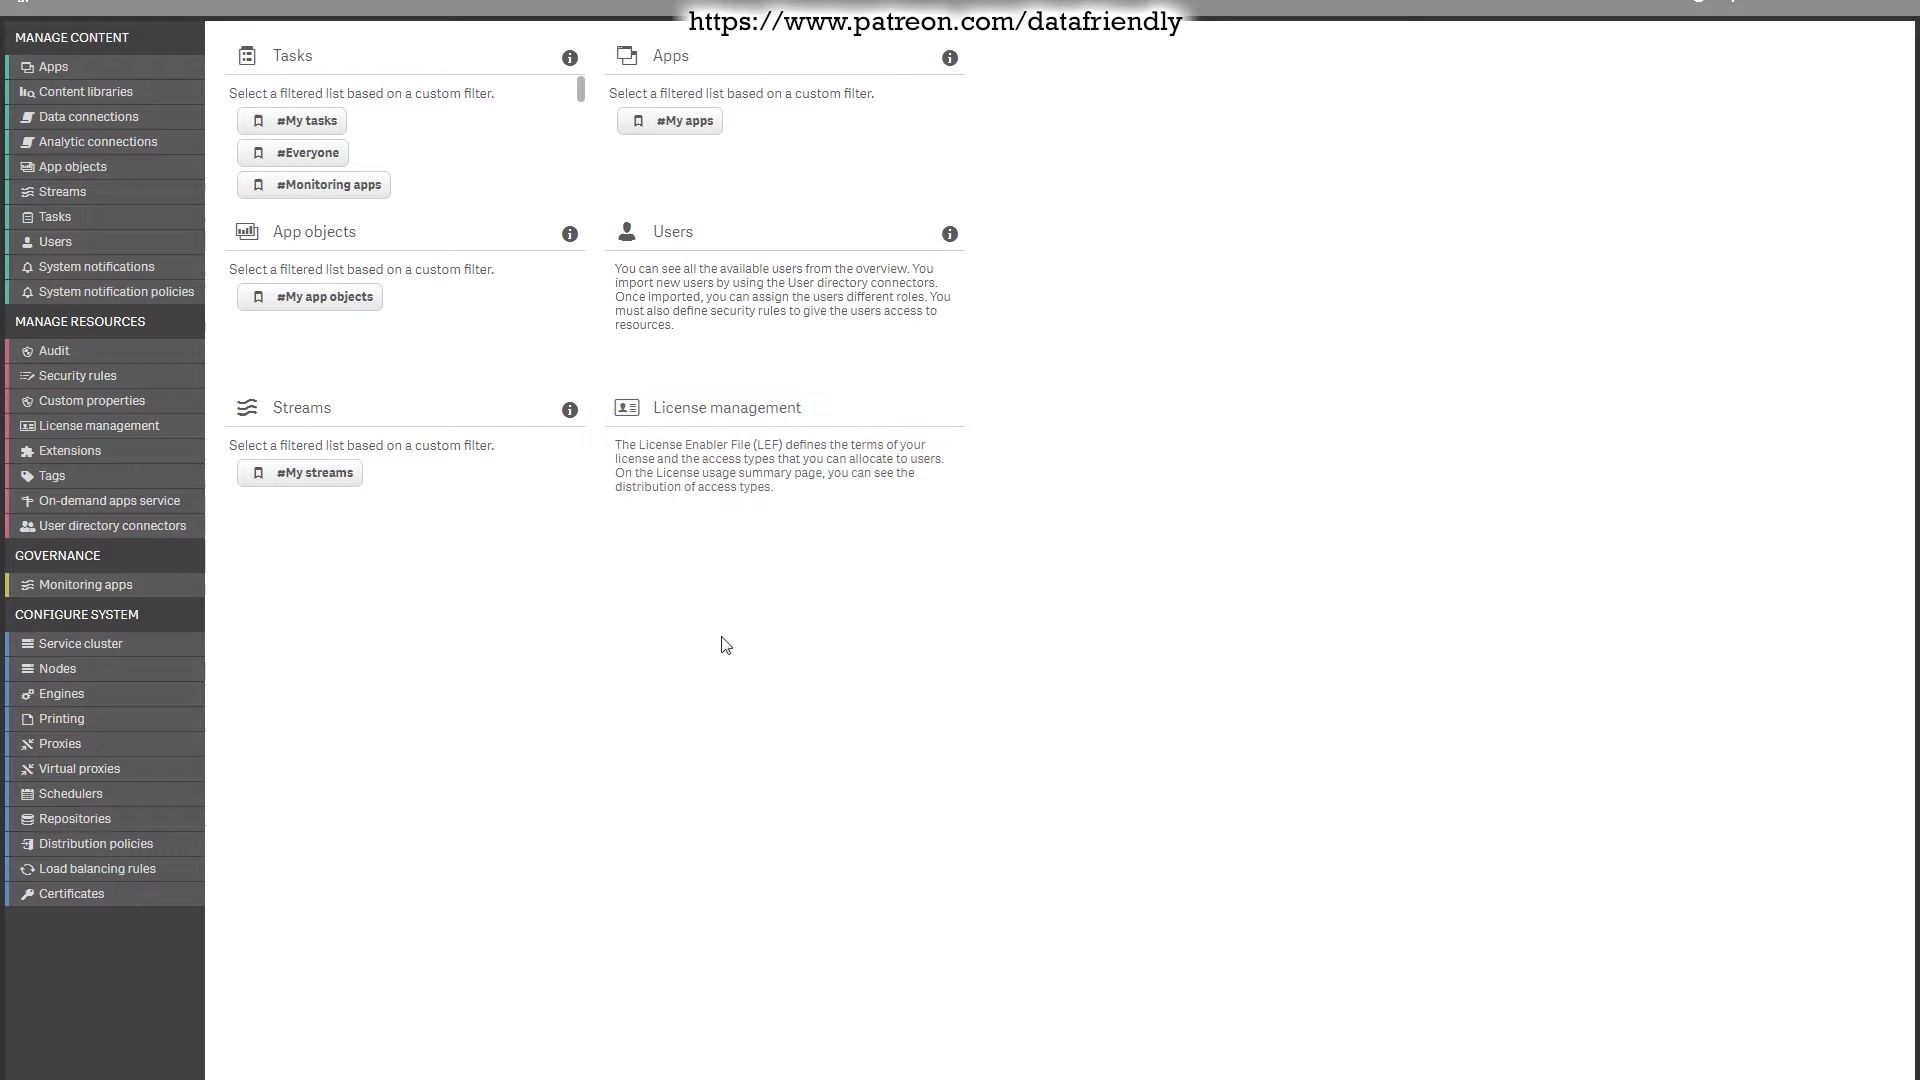 https://www.patreon.com/datafriendly
MANAGE CONTENT
Apps
Content libraries
Data connections
Analytic connections
App objects
Streams
Tasks
Users
System notifications
System notification policies
MANAGE RESOURCES
Audit
Security rules
Custom properties
License management
Extensions
Tags
On-demand apps service
User directory connectors
GOVERNANCE
Monitoring apps
CONFIGURE SYSTEM
Service cluster
Nodes
Engines
Printing
Proxies
Virtual proxies
Schedulers
Repositories
Distribution policies
Load balancing rules
Certificates
Tasks
Select a filtered list based on a custom filter.
#My tasks
#Everyone
#Monitoring apps
Apps
Select a filtered list based on a custom filter.
#My apps
App objects
Select a filtered list based on a custom filter.
#My app objects
Users
You can see all the available users from the overview. You
import new users by using the User directory connectors.
Once imported, you can assign the users different roles. You
must also define security rules to give the users access to
resources.
Streams
Select a filtered list based on a custom filter.
#My streams
License management
The License Enabler File (LEF) defines the terms of your
license and the access types that you can allocate to users.
On the License usage summary page, you can see the
distribution of access types.